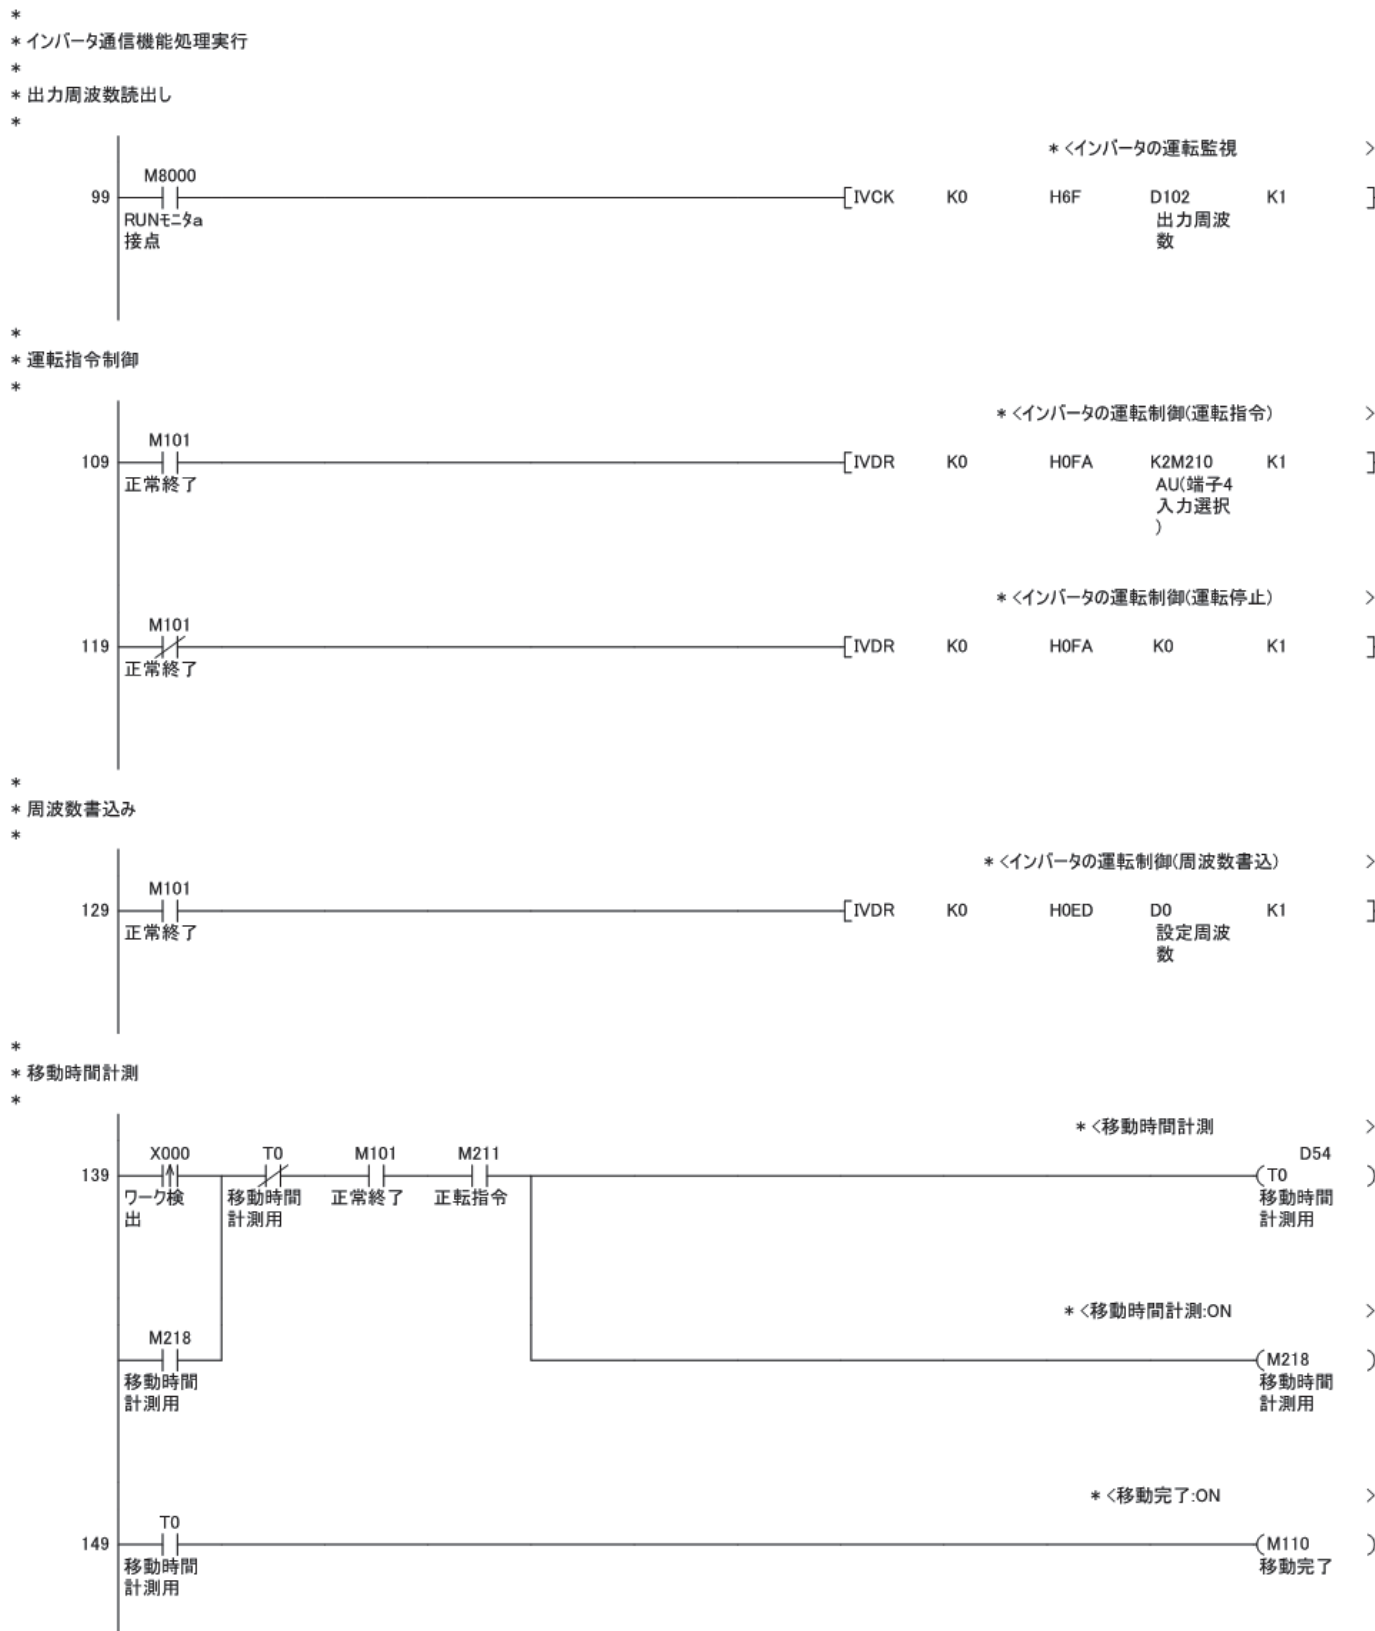 *
* インバータ通信機能処理実行
*
* 出力周波数読出し
*
* <インバータの運転監視 >
M8000
99 [IVCK K0 H6F D102 K1 ]
RUNモニタa 出力周波
接点 数
*
* 運転指令制御
*
* <インバータの運転制御(運転指令) >
M101
109 [IVDR K0 H0FA K2M210 K1 ]
正常終了 AU(端子4
入力選択
)
* <インバータの運転制御(運転停止) >
M101
119 [IVDR K0 H0FA K0 K1 ]
正常終了
*
* 周波数書込み
*
* <インバータの運転制御(周波数書込) >
M101
129 [IVDR K0 H0ED D0 K1 ]
正常終了 設定周波
数
*
* 移動時間計測
*
* <移動時間計測 >
X000 T0 M101 M211 D54
139 (T0 )
ワーク検 移動時間 正常終了 正転指令 移動時間
出 計測用 計測用
* <移動時間計測:ON >
M218
(M218 )
移動時間 移動時間
計測用 計測用
* <移動完了:ON >
T0
149 (M110 )
移動時間 移動完了
計測用